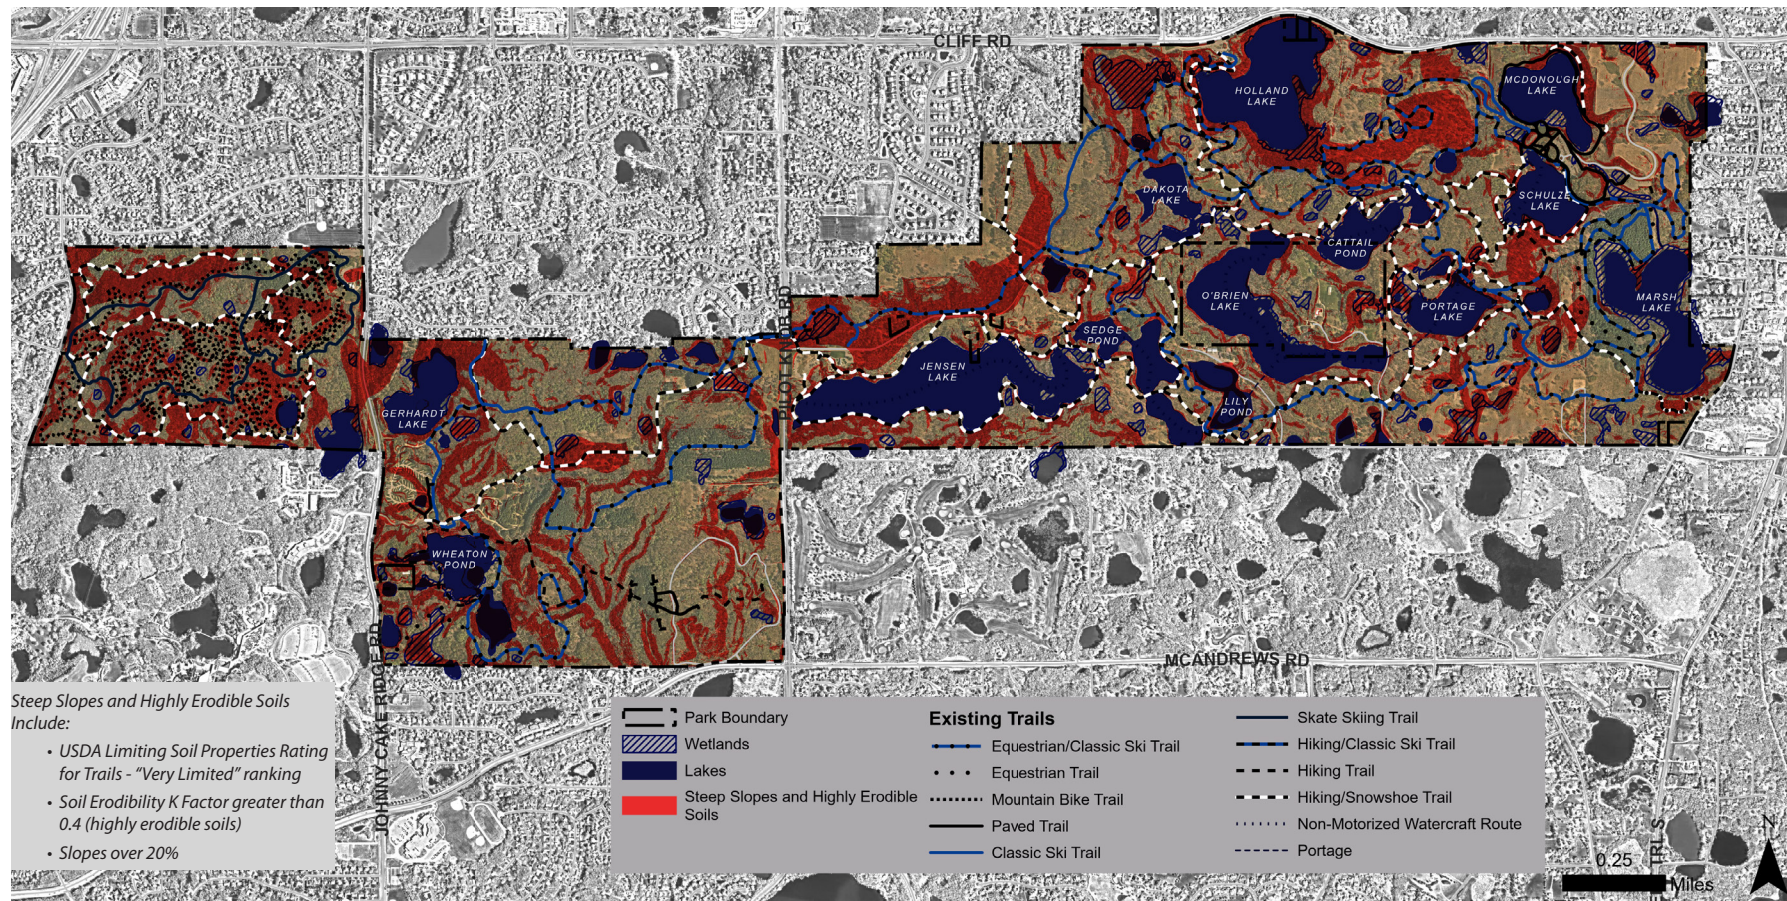 CLIFF RD
HOLLAND
LAKE
MCDONOUGH
LAKE
DAKOTA
LAKE
SCHULZE
LAKE
CATTAIL
POND
O'BRIEN
LAKE
PORTAGE
LAKE
MARSH
LAKE
SEDGE
POND
JENSEN
LAKE
LILY
POND
GERHARDT
LAKE
WHEATON
POND
PILOT KNOB RD
JOHNNY CAKE RIDGE RD
MCANDREWS RD
Steep Slopes and Highly Erodible Soils
Include:
• USDA Limiting Soil Properties Rating
for Trails - “Very Limited” ranking
• Soil Erodibility K Factor greater than
0.4 (highly erodible soils)
• Slopes over 20%
Park Boundary
Wetlands
Lakes
Steep Slopes and Highly Erodible
Soils
Existing Trails
Equestrian/Classic Ski Trail
Equestrian Trail
Mountain Bike Trail
Paved Trail
Classic Ski Trail
Skate Skiing Trail
Hiking/Classic Ski Trail
Hiking Trail
Hiking/Snowshoe Trail
Non-Motorized Watercraft Route
Portage
TRL S
0.25
Miles
N